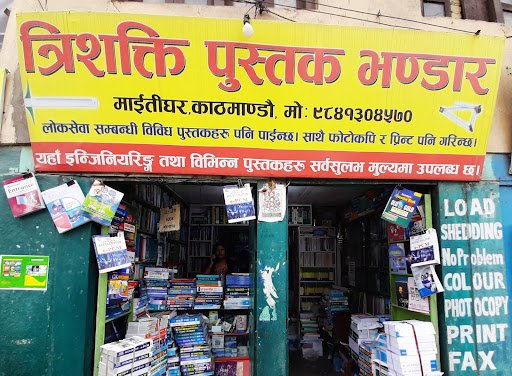 त्रिशक्ति पुस्तक भण्डार
माईतीघर, काठमाण्डौ, मो: ९८४१३०४५७०
लोकसेवा सम्बन्धी विविध पुस्तकहरु पनि पाईन्छ। साथै फोटोकपि र प्रिन्ट पनि गरिन्छ।
यहाँ इन्जिनियरिङ्ग तथा विभिन्न पुस्तकहरु सर्वसुलभ मुल्यमा उपलब्ध छ।
LOAD
SHEDDING
No Problem
COLOUR
PHOTOCOPY
PRINT
FAX